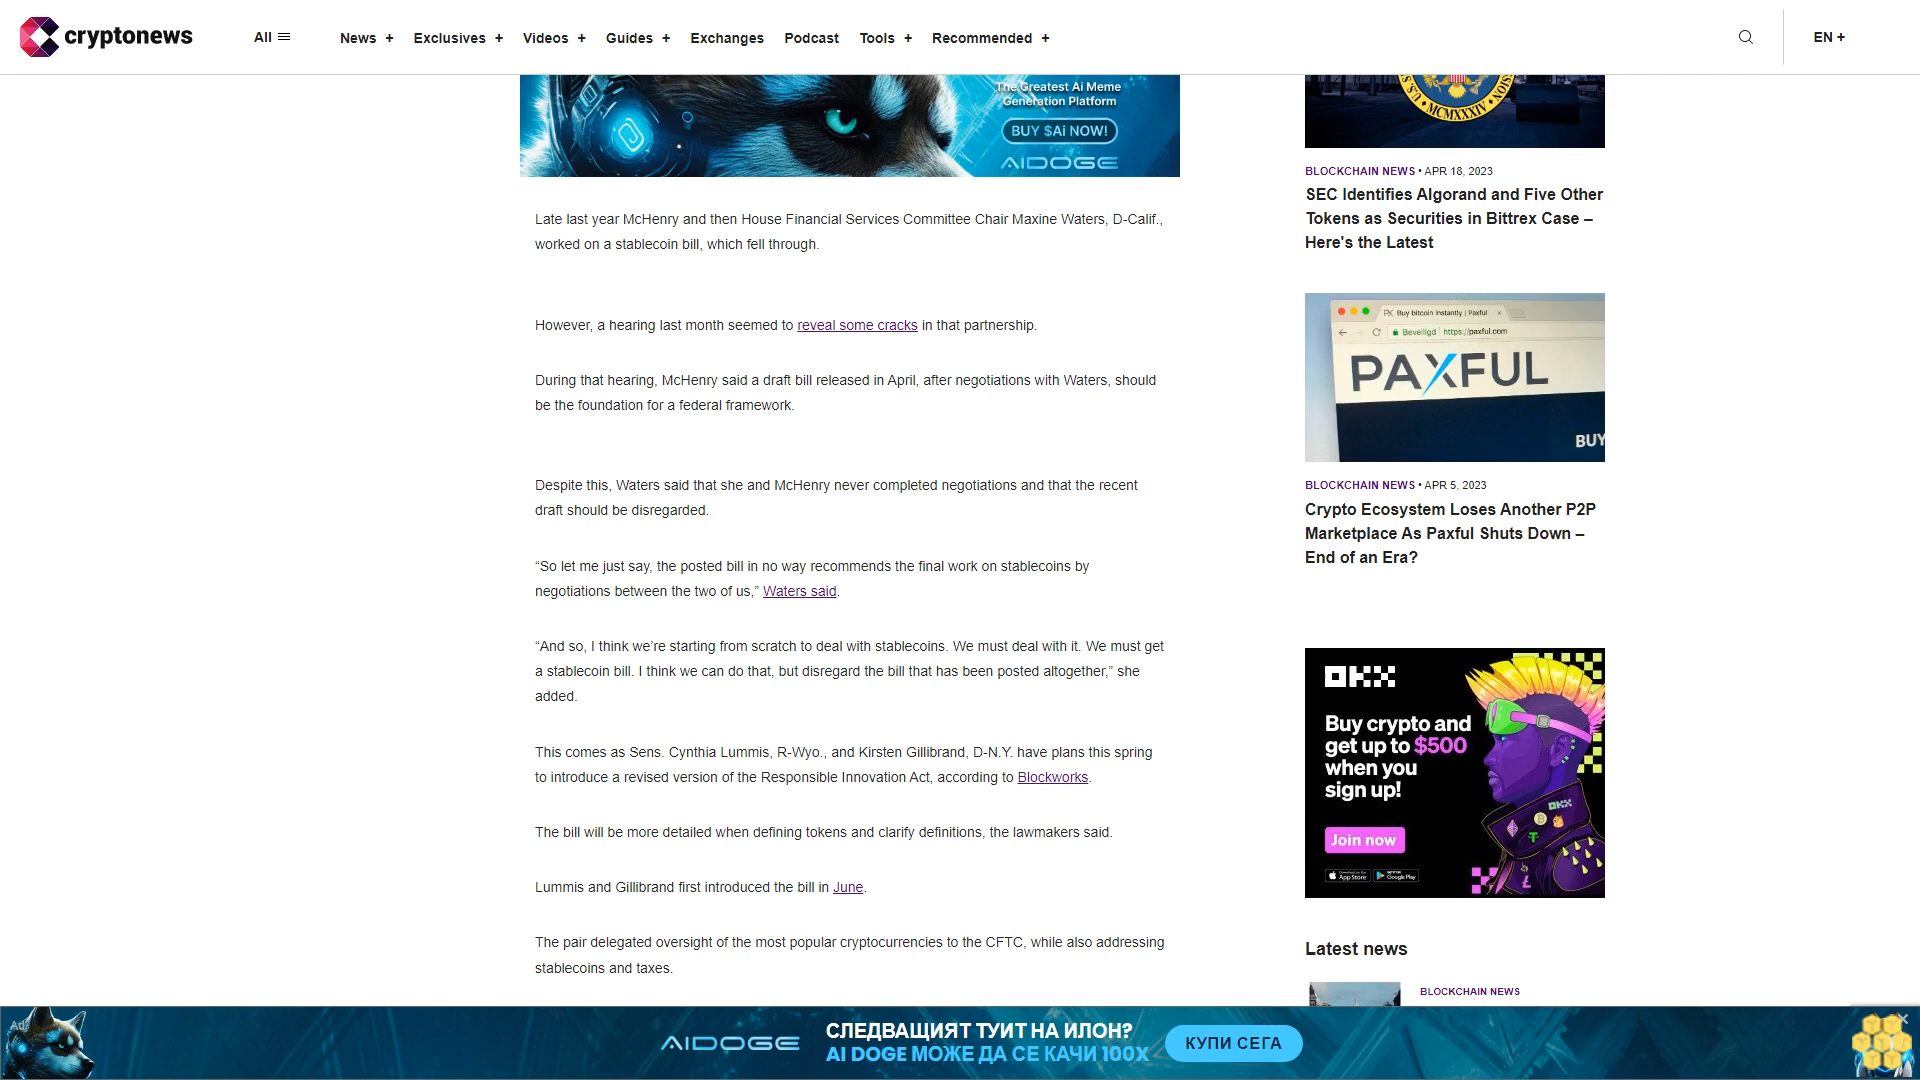 cryptonews
All
News +
Exclusives +
Videos +
Guides +
Exchanges
Podcast
Tools +
Recommended +
EN +
The Greatest Ai Meme
Generation Platform
BUY $Ai NOW!
AIDOGE
Late last year McHenry and then House Financial Services Committee Chair Maxine Waters, D-Calif.,
worked on a stablecoin bill, which fell through.
However, a hearing last month seemed to reveal some cracks in that partnership.
During that hearing, McHenry said a draft bill released in April, after negotiations with Waters, should
be the foundation for a federal framework.
Despite this, Waters said that she and McHenry never completed negotiations and that the recent
draft should be disregarded.
“So let me just say, the posted bill in no way recommends the final work on stablecoins by
negotiations between the two of us,” Waters said.
“And so, I think we’re starting from scratch to deal with stablecoins. We must deal with it. We must get
a stablecoin bill. I think we can do that, but disregard the bill that has been posted altogether,” she
added.
This comes as Sens. Cynthia Lummis, R-Wyo., and Kirsten Gillibrand, D-N.Y. have plans this spring
to introduce a revised version of the Responsible Innovation Act, according to Blockworks.
The bill will be more detailed when defining tokens and clarify definitions, the lawmakers said.
Lummis and Gillibrand first introduced the bill in June.
The pair delegated oversight of the most popular cryptocurrencies to the CFTC, while also addressing
stablecoins and taxes.
MCMXXXIV
BLOCKCHAIN NEWS • APR 18, 2023
SEC Identifies Algorand and Five Other
Tokens as Securities in Bittrex Case –
Here's the Latest
Buy bitcoin instantly | Paxful
Beveiligd https://paxful.com
PAXFUL
BUY
BLOCKCHAIN NEWS • APR 5, 2023
Crypto Ecosystem Loses Another P2P
Marketplace As Paxful Shuts Down –
End of an Era?
OKX
Buy crypto and
get up to $500
when you
sign up!
Join now
App Store
Google Play
OKX
Latest news
BLOCKCHAIN NEWS
Ad
AIDOGE
СЛЕДВАЩИЯТ ТУИТ НА ИЛОН?
AI DOGE МОЖЕ ДА СЕ КАЧИ 100X
КУПИ СЕГА